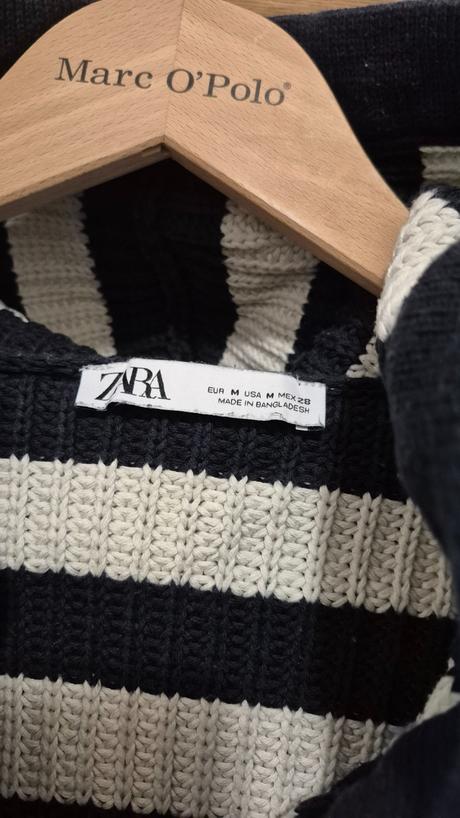 Marc O'Polo®
ZARA
EUR M USA M MEX 28
MADE IN BANGLADESH